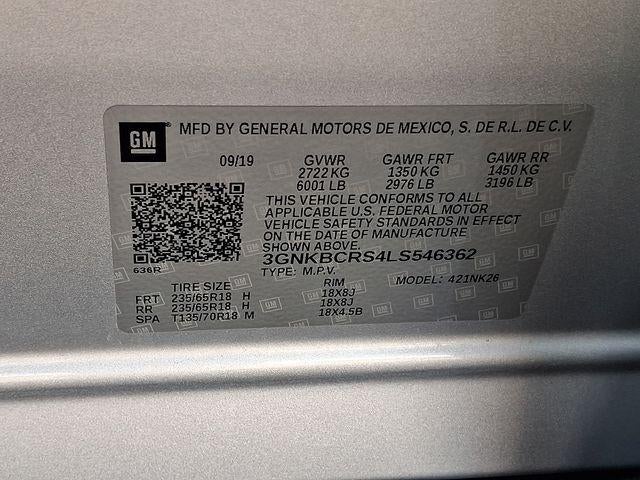 GM MFD BY GENERAL MOTORS DE MEXICO, S. DE R.L. DE C.V.
09/19 GVWR GAWR FRT GAWR RR
2722 KG 1350 KG 1450 KG
6001 LB 2976 LB 3196 LB
THIS VEHICLE CONFORMS TO ALL
APPLICABLE U.S. FEDERAL MOTOR
VEHICLE SAFETY STANDARDS IN EFFECT
ON THE DATE OF MANUFACTURE
SHOWN ABOVE.
3GNKBCRS4LS546362
636R TYPE: M.P.V. MODEL: 421NK26
TIRE SIZE RIM
FRT 235/65R18 H 18X8J
RR 235/65R18 H 18X8J
SPA T135/70R18 M 18X4.5B